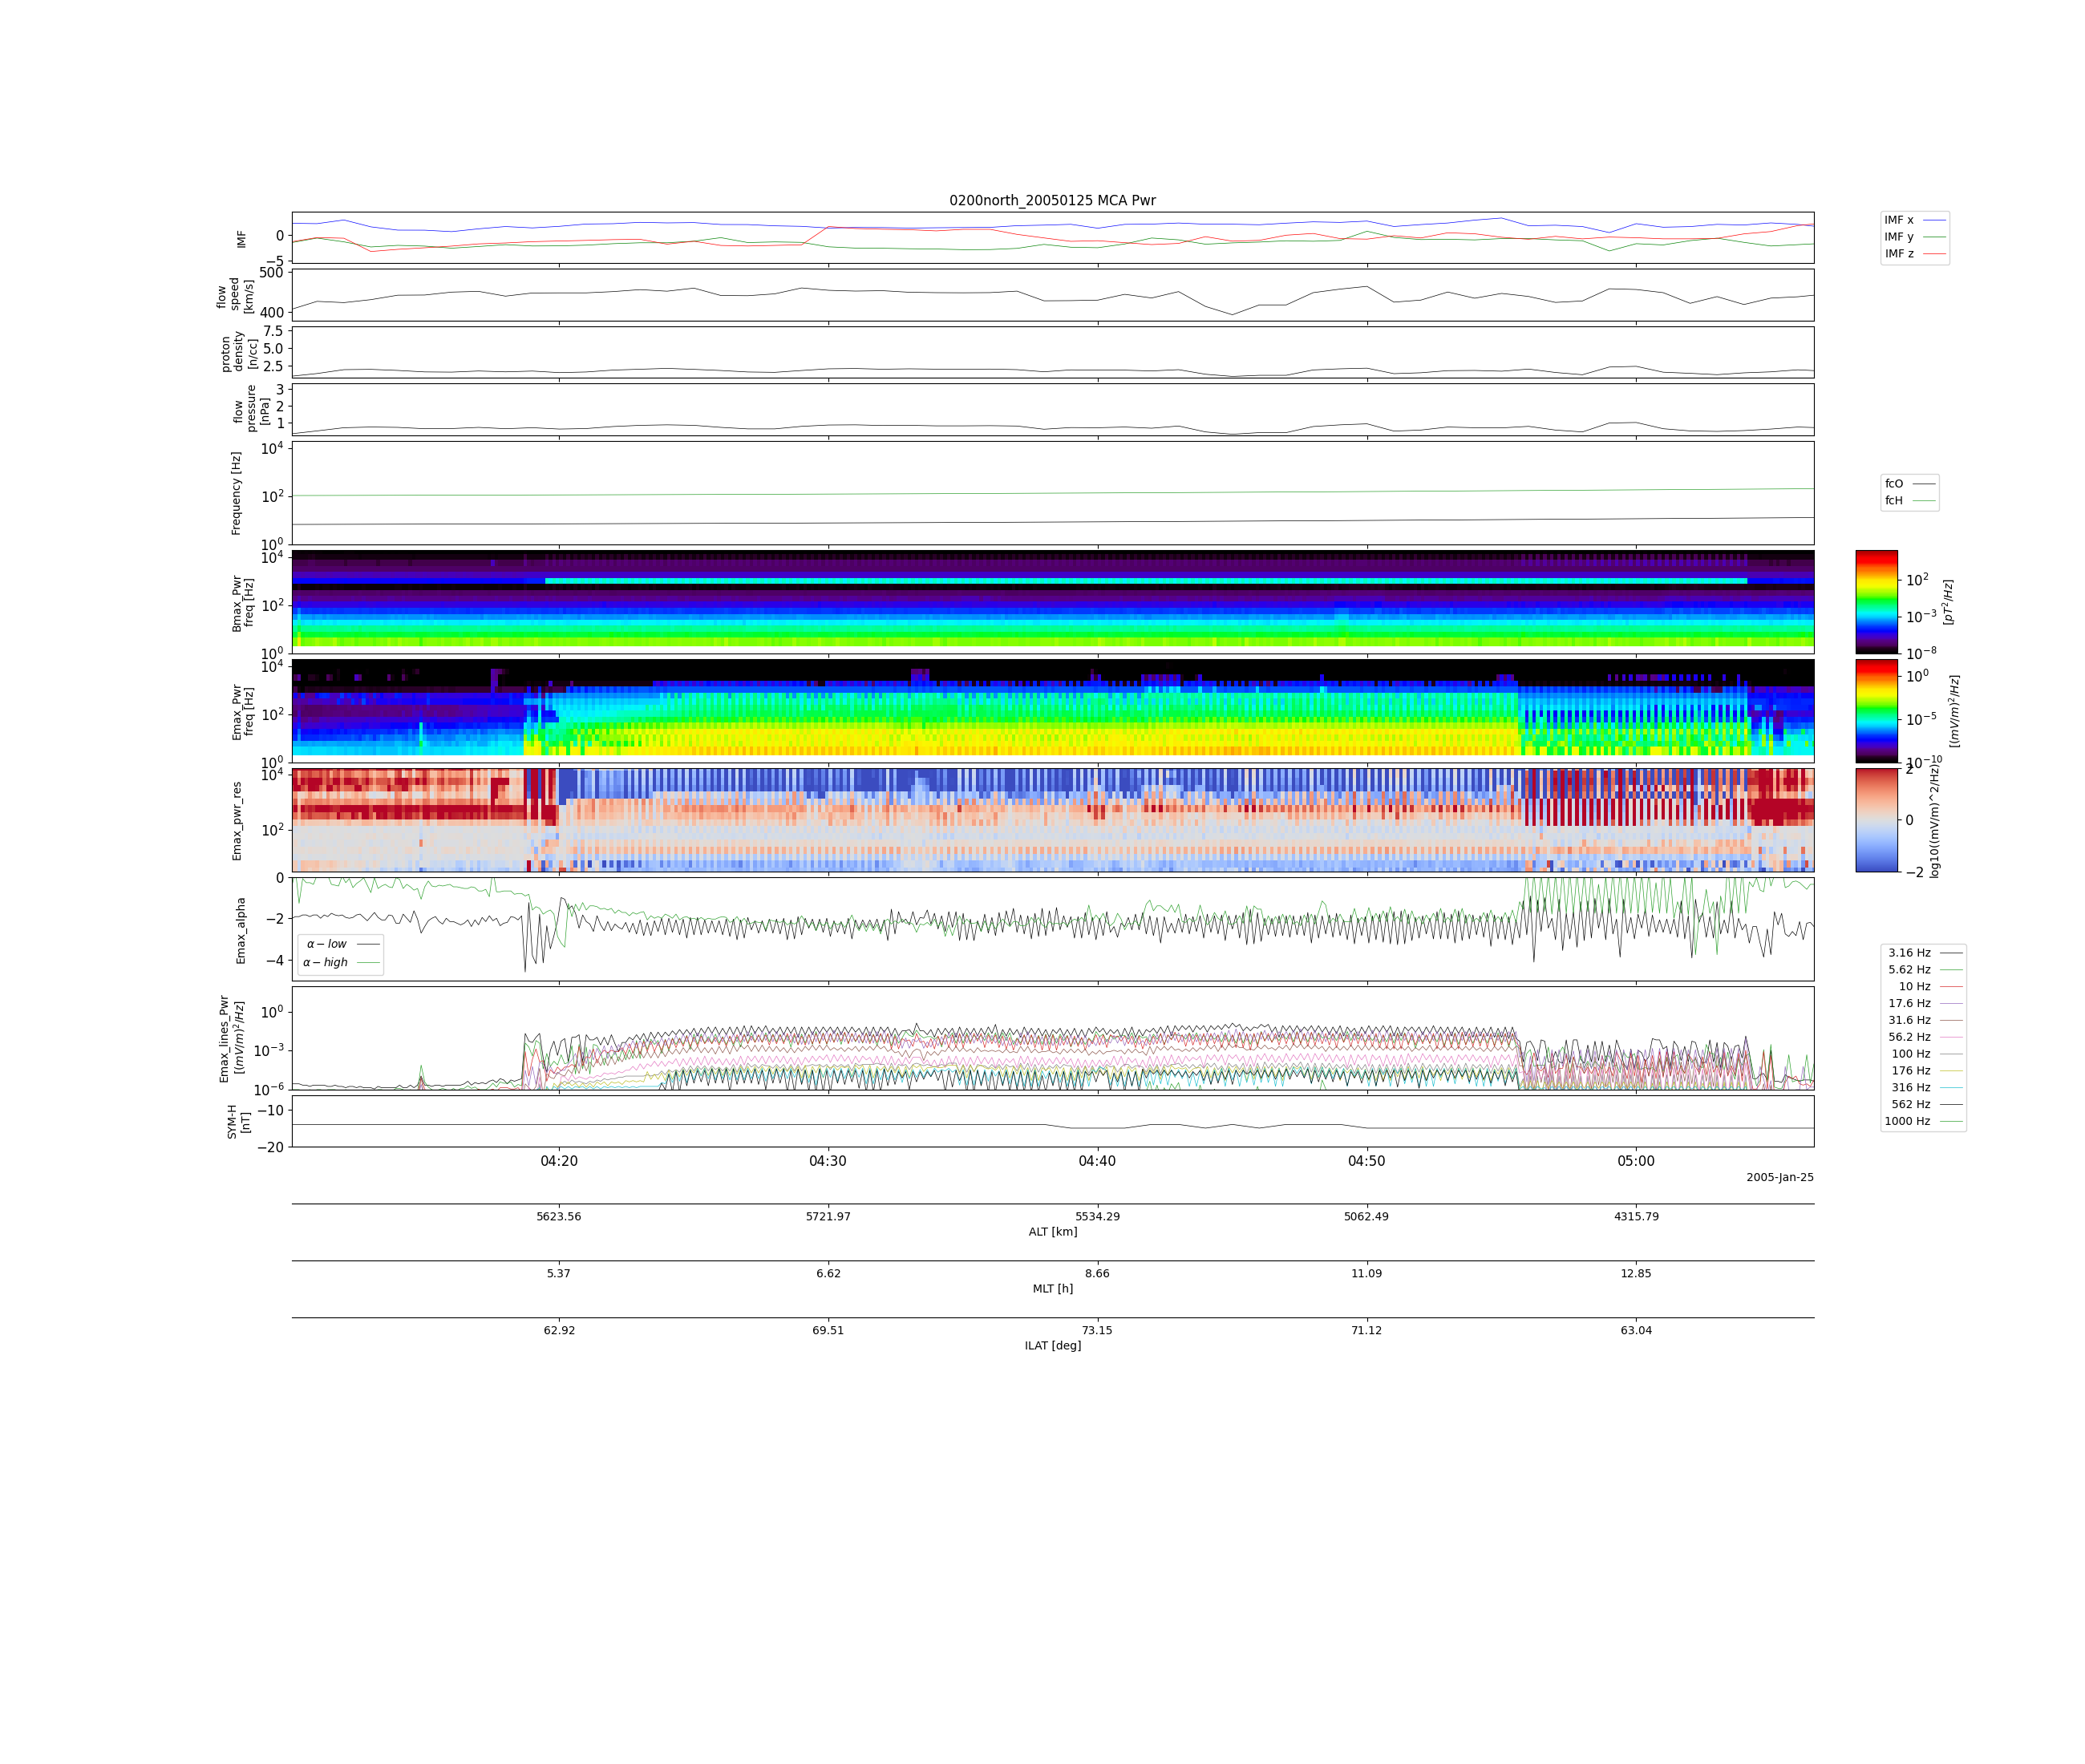 0200north_20050125 MCA Pwr
IMF
0
−5
IMF x
IMF y
IMF z
flow
speed
[km/s]
500
400
proton
density
[n/cc]
7.5
5.0
2.5
flow
pressure
[nPa]
3
2
1
Frequency [Hz]
10^4
10^2
10^0
fcO
fcH
Bmax_Pwr
freq [Hz]
10^4
10^2
10^0
10^2
10^-3
10^-8
[pT^2/Hz]
Emax_Pwr
freq [Hz]
10^4
10^2
10^0
10^0
10^-5
10^-10
[(mV/m)^2/Hz]
Emax_pwr_res
10^4
10^2
2
0
−2
log10((mV/m)^2/Hz)
Emax_alpha
0
−2
−4
α − low
α − high
Emax_lines_Pwr
[(mV/m)^2/Hz]
10^0
10^-3
10^-6
3.16 Hz
5.62 Hz
10 Hz
17.6 Hz
31.6 Hz
56.2 Hz
100 Hz
176 Hz
316 Hz
562 Hz
1000 Hz
SYM-H
[nT]
−10
−20
04:20 04:30 04:40 04:50 05:00
2005-Jan-25
5623.56 5721.97 5534.29 5062.49 4315.79
ALT [km]
5.37 6.62 8.66 11.09 12.85
MLT [h]
62.92 69.51 73.15 71.12 63.04
ILAT [deg]